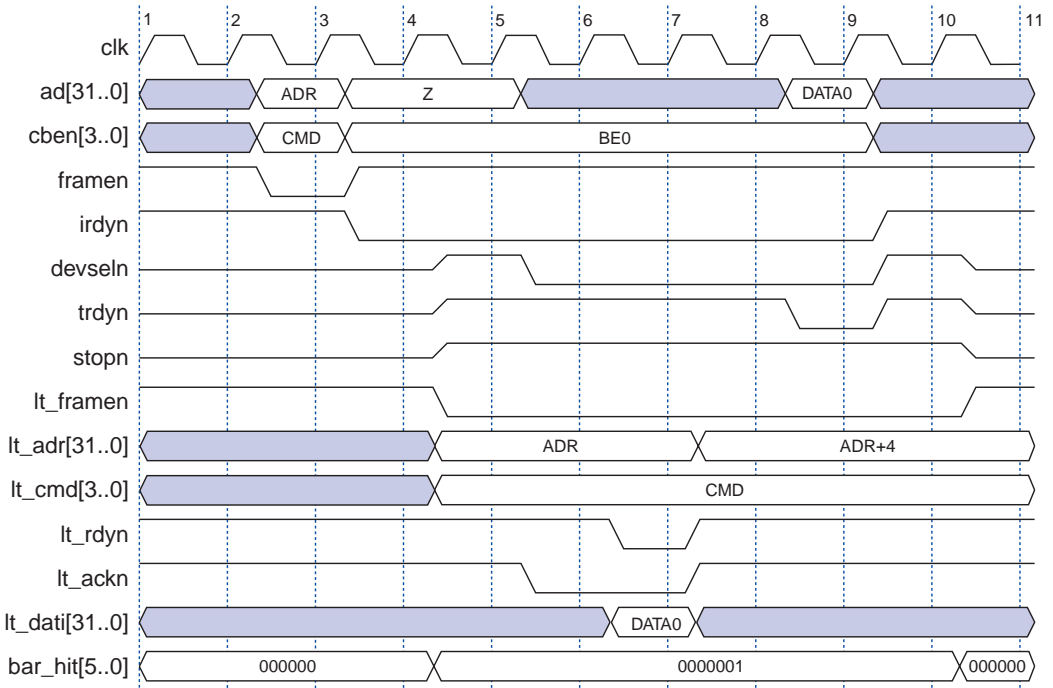 1 2 3 4 5 6 7 8 9 10 11
clk
ad[31..0] ADR Z DATA0
cben[3..0] CMD BE0
framen
irdyn
devseln
trdyn
stopn
lt_framen
lt_adr[31..0] ADR ADR+4
lt_cmd[3..0] CMD
lt_rdyn
lt_ackn
lt_dati[31..0] DATA0
bar_hit[5..0] 000000 0000001 000000